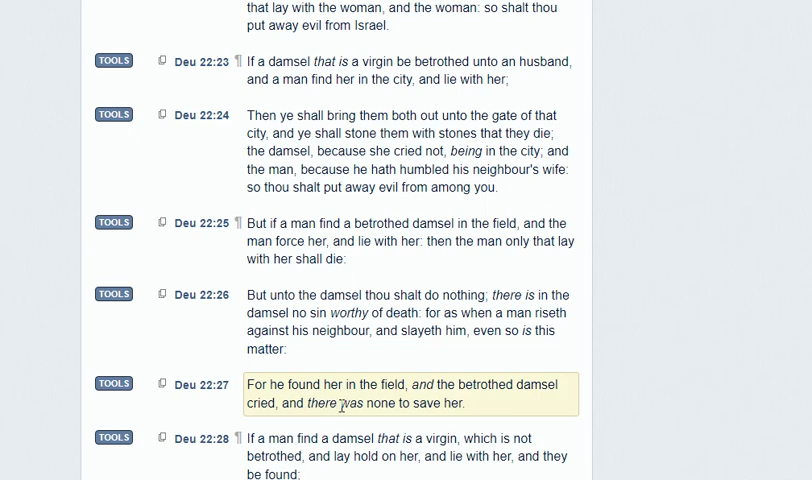 that lay with the woman, and the woman: so shalt thou
put away evil from Israel.
TOOLS Deu 22:23 ¶ If a damsel that is a virgin be betrothed unto an husband,
and a man find her in the city, and lie with her;
TOOLS Deu 22:24 Then ye shall bring them both out unto the gate of that
city, and ye shall stone them with stones that they die;
the damsel, because she cried not, being in the city; and
the man, because he hath humbled his neighbour's wife:
so thou shalt put away evil from among you.
TOOLS Deu 22:25 ¶ But if a man find a betrothed damsel in the field, and the
man force her, and lie with her: then the man only that lay
with her shall die:
TOOLS Deu 22:26 But unto the damsel thou shalt do nothing; there is in the
damsel no sin worthy of death: for as when a man riseth
against his neighbour, and slayeth him, even so is this
matter:
TOOLS Deu 22:27 For he found her in the field, and the betrothed damsel
cried, and there was none to save her.
TOOLS Deu 22:28 ¶ If a man find a damsel that is a virgin, which is not
betrothed, and lay hold on her, and lie with her, and they
be found;